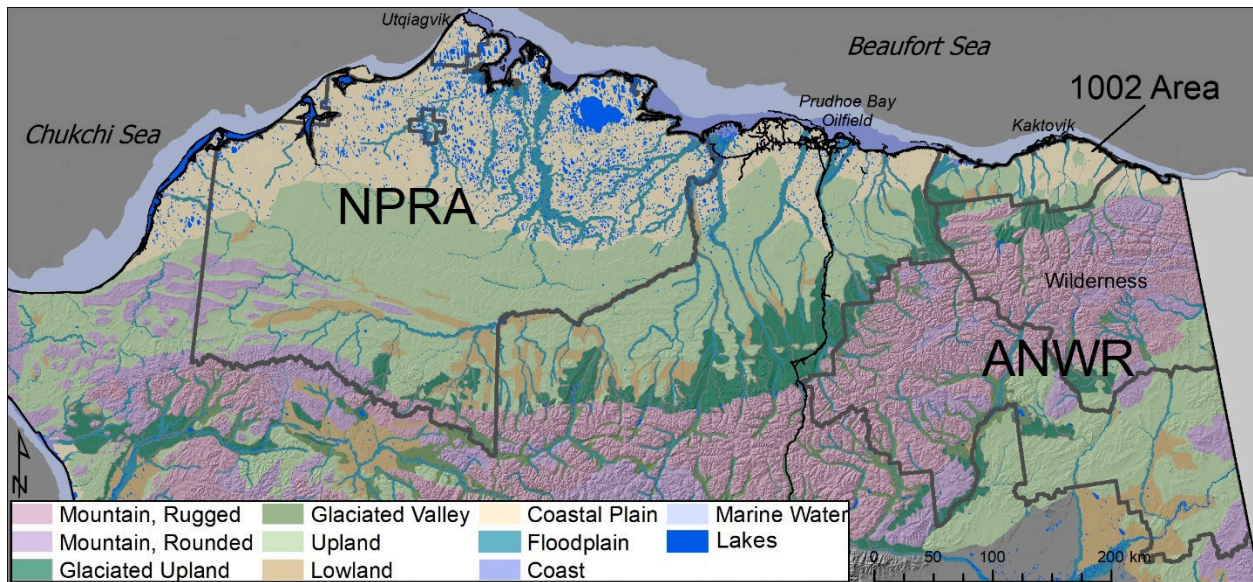 Utqiagvik
Beaufort Sea
1002 Area
Chukchi Sea
Prudhoe Bay
Oilfield
Kaktovik
NPRA
Wilderness
ANWR
N
Mountain, Rugged
Glaciated Valley
Coastal Plain
Marine Water
Mountain, Rounded
Upland
Floodplain
Lakes
Glaciated Upland
Lowland
Coast
0 50 100 200 km